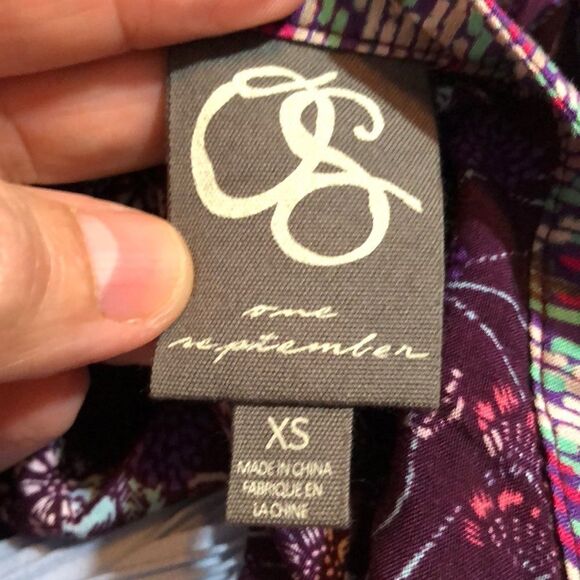 OS
one
september
XS
MADE IN CHINA
FABRIQUE EN
LA CHINE